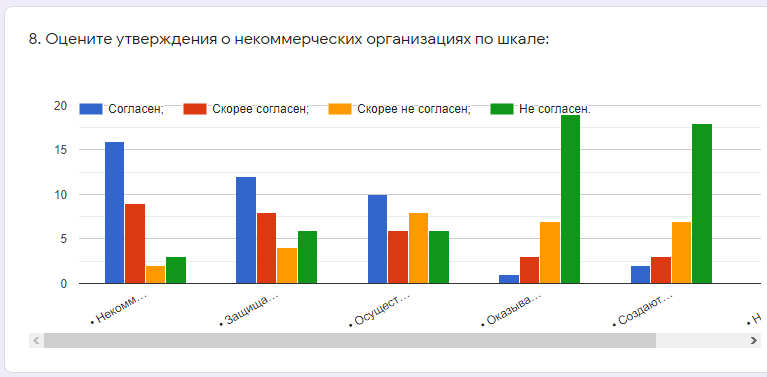 8. Оцените утверждения о некоммерческих организациях по шкале:
20
Согласен;
Скорее согласен;
Скорее не согласен;
Не согласен.
15
10
5
0
• Некомм…
• Защища…
• Осущест…
• Оказыва…
• Создают…
• Н